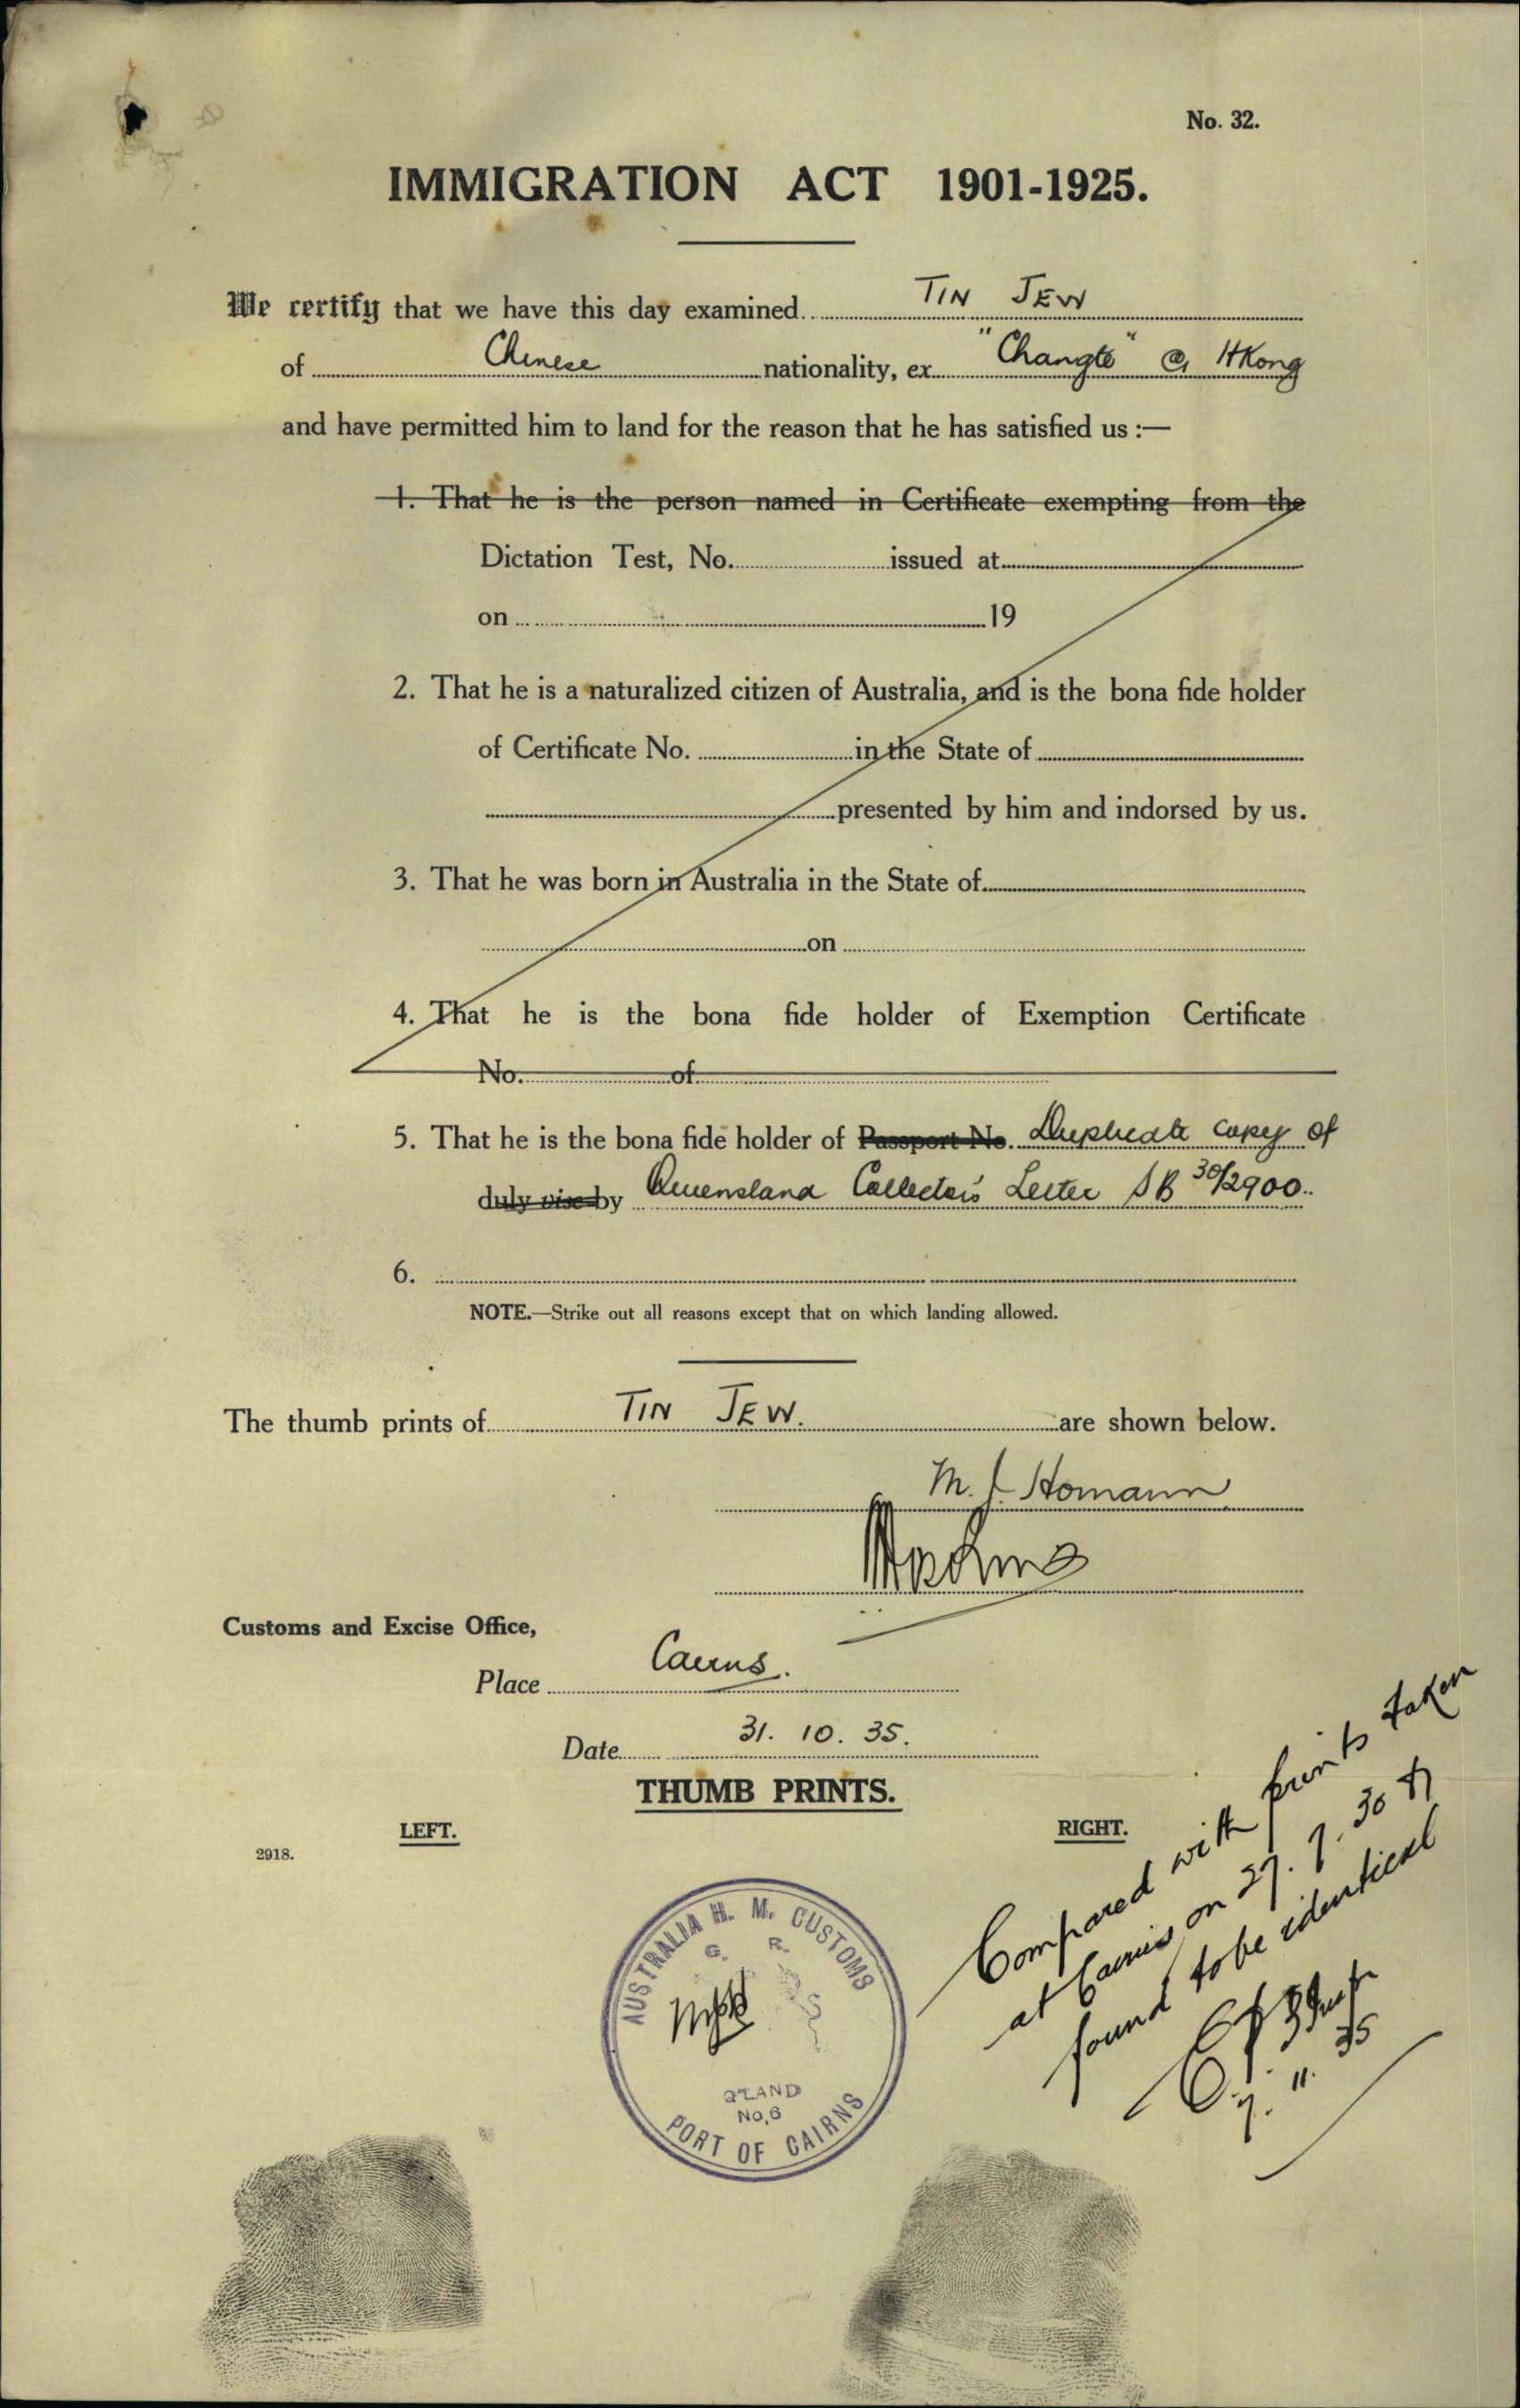 No. 32.
IMMIGRATION ACT 1901-1925.
We certify that we have this day examined TIN JEW
of Chinese nationality, ex "Changte" @ HKong
and have permitted him to land for the reason that he has satisfied us :—
1. That he is the person named in Certificate exempting from the
Dictation Test, No. issued at
on 19
2. That he is a naturalized citizen of Australia, and is the bona fide holder
of Certificate No. in the State of
presented by him and indorsed by us.
3. That he was born in Australia in the State of
on
4. That he is the bona fide holder of Exemption Certificate
No. of
5. That he is the bona fide holder of Passport No. Duplicate copy of
duly vise by Queensland Collector's Letter SB 30/2900.
6.
NOTE.—Strike out all reasons except that on which landing allowed.
The thumb prints of TIN JEW. are shown below.
M. J. Homann
Customs and Excise Office,
Place Cairns.
Date 31. 10. 35.
THUMB PRINTS.
LEFT.
RIGHT.
2918.
AUSTRALIA H. M. CUSTOMS
G. R.
Q'LAND
No,6
PORT OF CAIRNS
Compared with prints taken
at Cairns on 27. 7. 30 &
found to be identical
7. 11. 35